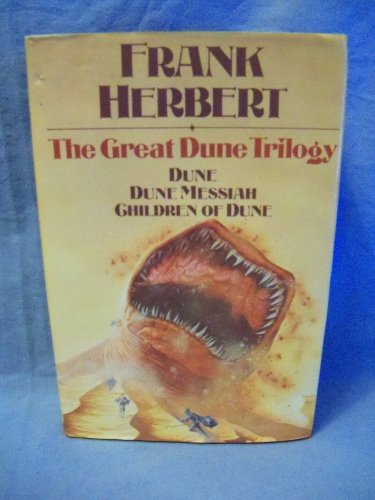 FRANK
HERBERT
The Great Dune Trilogy
DUNE
DUNE MESSIAH
CHILDREN OF DUNE